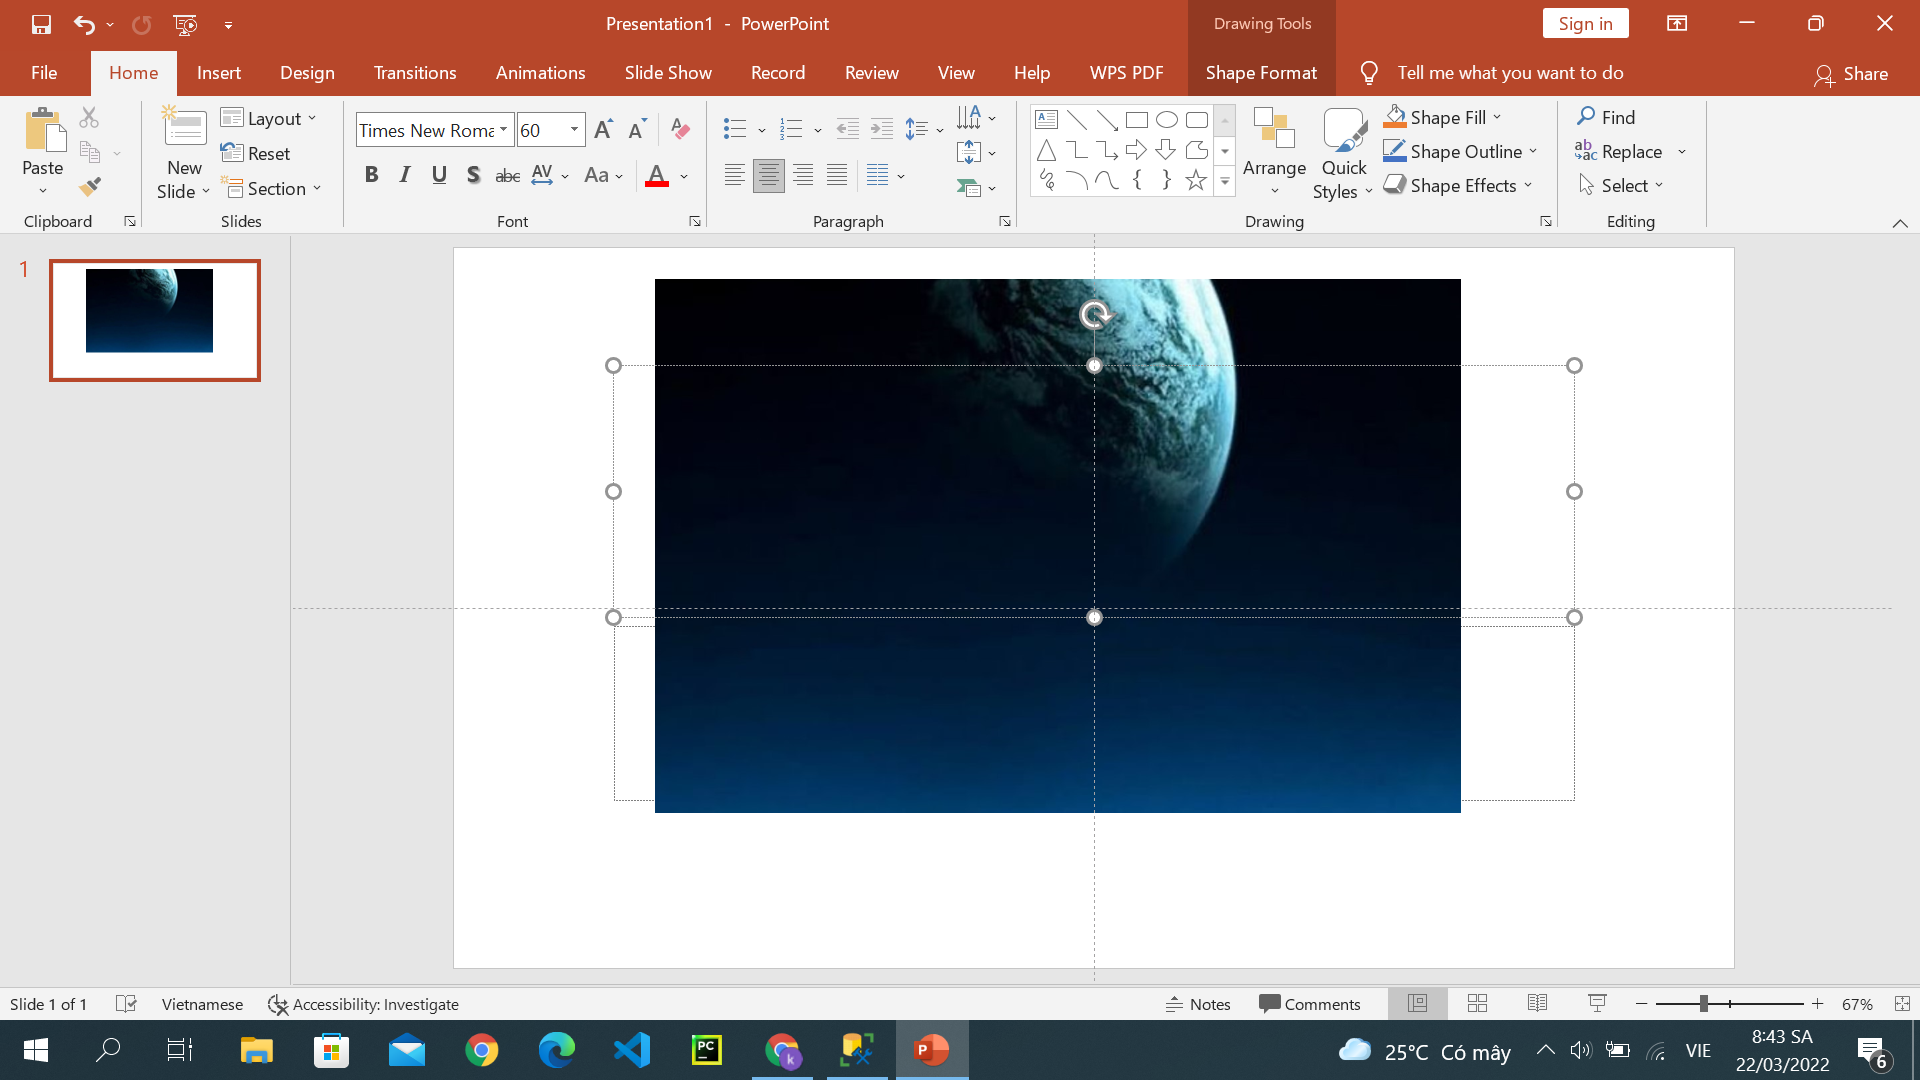 Presentation1 - PowerPoint
Drawing Tools
Sign in
File
Home
Insert
Design
Transitions
Animations
Slide Show
Record
Review
View
Help
WPS PDF
Shape Format
Tell me what you want to do
Share
Paste
Clipboard
New
Slide
Layout
Reset
Section
Slides
Times New Roma
60
A
A
A
B
I
U
S
abc
AV
Aa
A
Font
Paragraph
Arrange
Quick
Styles
Shape Fill
Shape Outline
Shape Effects
Drawing
Find
Replace
Select
Editing
1
Slide 1 of 1
Vietnamese
Accessibility: Investigate
Notes
Comments
67%
PC
k
P
25°C Có mây
VIE
8:43 SA
22/03/2022
6